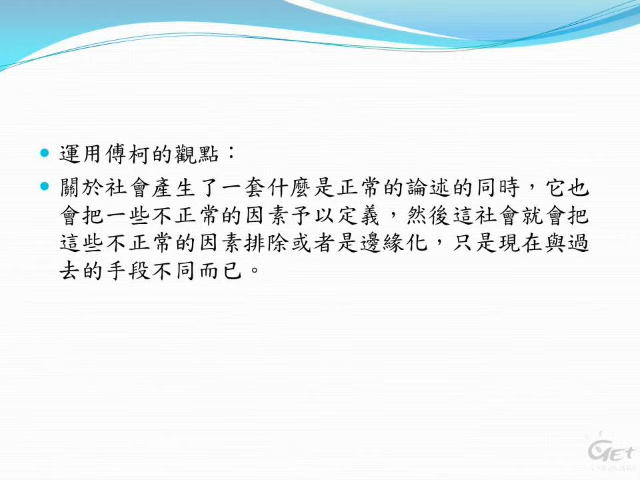 運用傅柯的觀點：
關於社會產生了一套什麼是正常的論述的同時，它也
會把一些不正常的因素予以定義，然後這社會就會把
這些不正常的因素排除或者是邊緣化，只是現在與過
去的手段不同而已。
GET